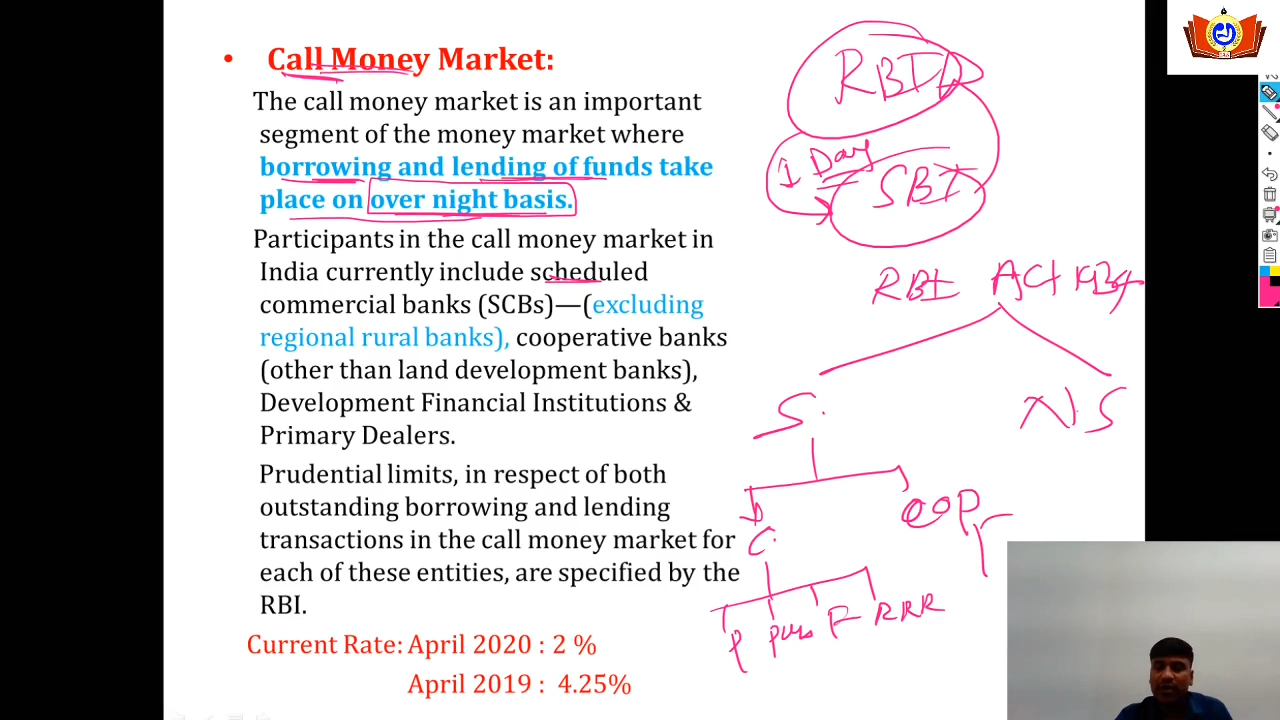 • Call Money Market:
The call money market is an important
segment of the money market where
borrowing and lending of funds take
place on over night basis.
Participants in the call money market in
India currently include scheduled
commercial banks (SCBs)—(excluding
regional rural banks), cooperative banks
(other than land development banks),
Development Financial Institutions &
Primary Dealers.
Prudential limits, in respect of both
outstanding borrowing and lending
transactions in the call money market for
each of these entities, are specified by the
RBI.
Current Rate: April 2020 : 2 %
April 2019 : 4.25%
1 Day
SBI
RBI Act
S.
NS
C.
P
F